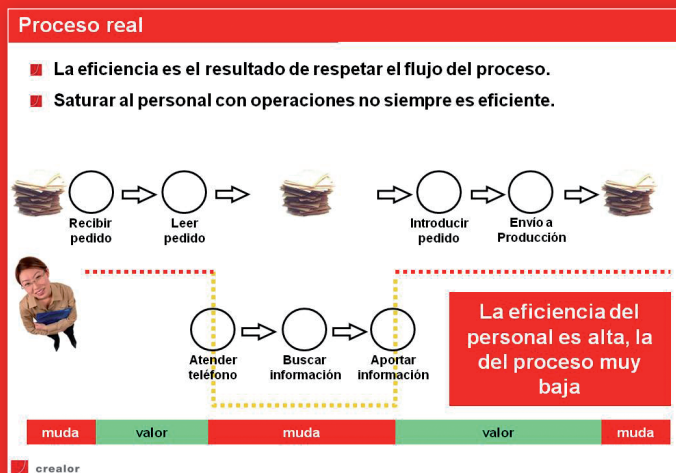 Proceso real
La eficiencia es el resultado de respetar el flujo del proceso.
Saturar al personal con operaciones no siempre es eficiente.
Recibir
pedido
Leer
pedido
Introducir
pedido
Envío a
Producción
Atender
teléfono
Buscar
información
Aportar
información
La eficiencia del
personal es alta, la
del proceso muy
baja
muda
valor
muda
valor
muda
crealor